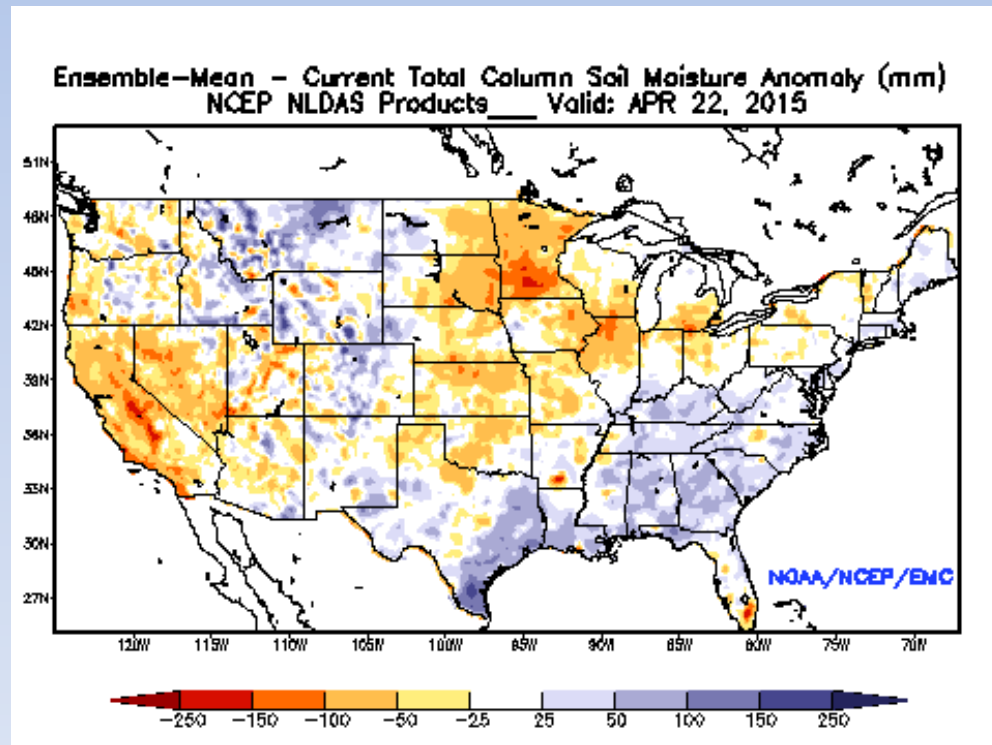 Ensemble-Mean - Current Total Column Soil Moisture Anomaly (mm)
NCEP NLDAS Products___ Valid: APR 22, 2015
51N
48N
45N
42N
39N
36N
33N
30N
27N
NOAA/NCEP/EMC
120W 115W 110W 105W 100W 95W 90W 85W 80W 75W 70W
-250 -150 -100 -50 -25 25 50 100 150 250